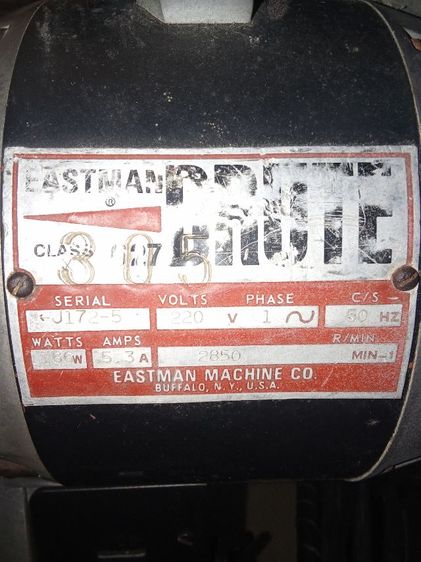 EASTMAN BRUTE
®
CLASS 627
805
SERIAL VOLTS PHASE C/S
J172-5 220 V 1 ~ 50 HZ
WATTS AMPS R/MIN
W 5.3 A 2850 MIN-1
EASTMAN MACHINE CO.
BUFFALO, N.Y., U.S.A.